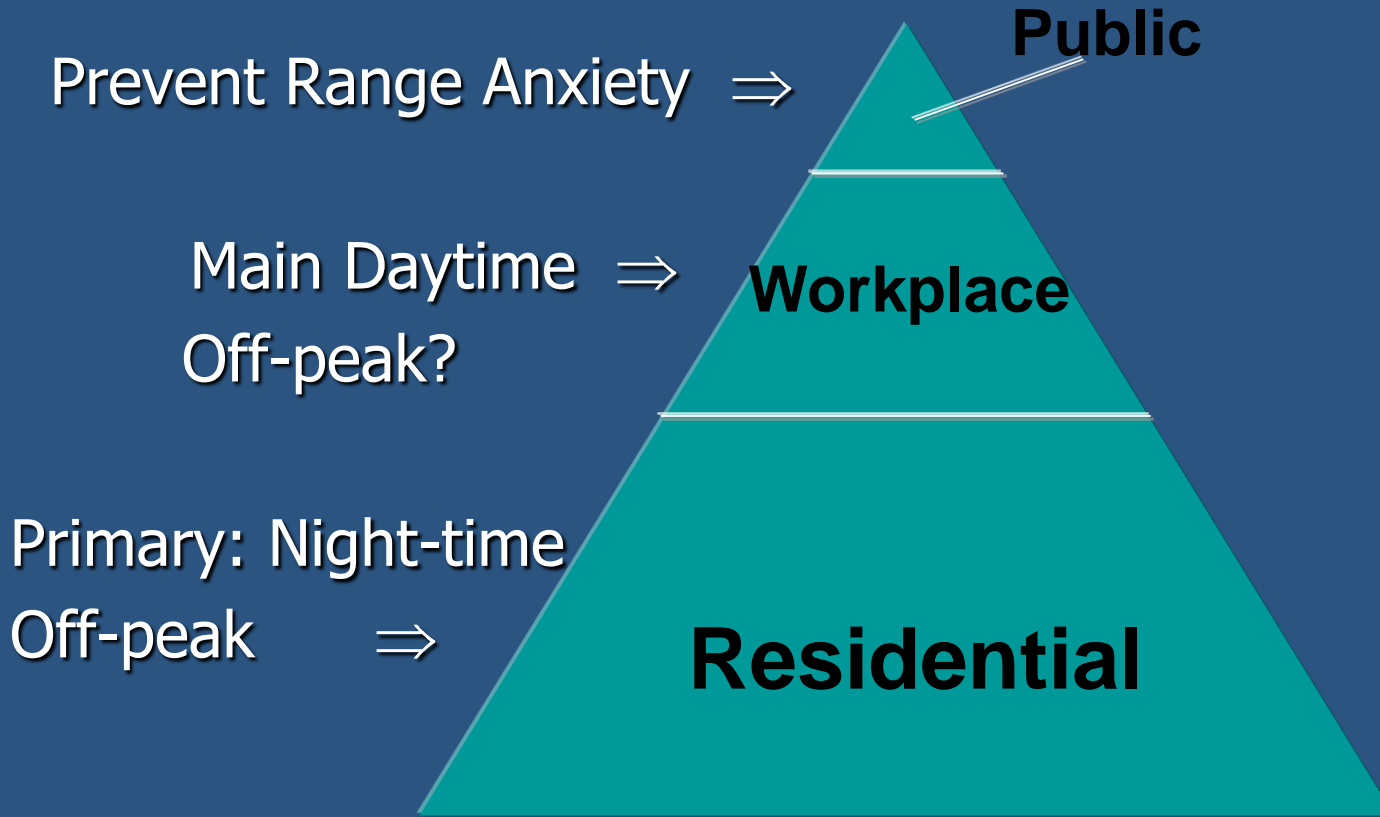 Public
Prevent Range Anxiety ⇒
Main Daytime ⇒
Workplace
Off-peak?
Primary: Night-time
Off-peak ⇒
Residential